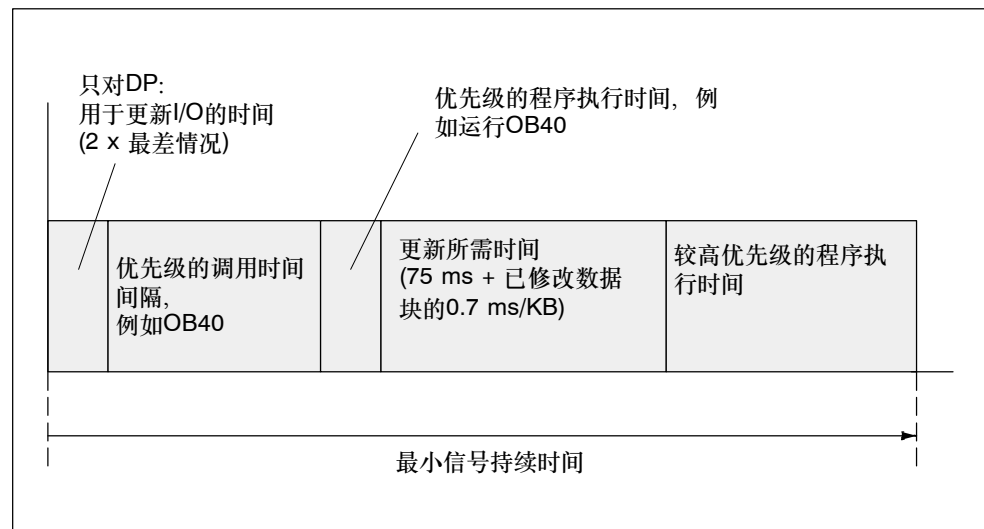 只对DP:
用于更新I/O的时间
(2 x 最差情况)
优先级的程序执行时间, 例
如运行OB40
优先级的调用时间
间隔,
例如OB40
更新所需时间
(75 ms + 已修改数据
块的0.7 ms/KB)
较高优先级的程序执
行时间
最小信号持续时间